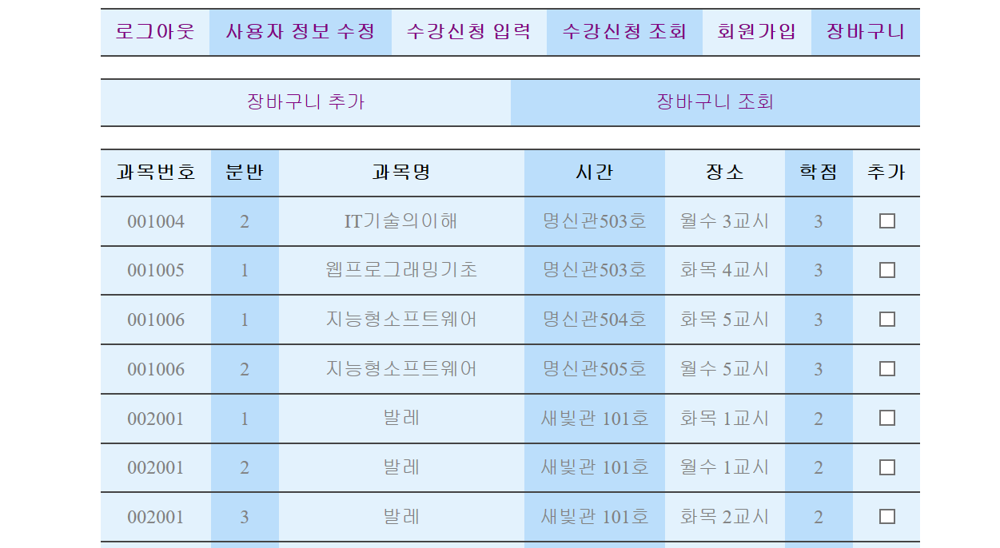 로그아웃 사용자 정보 수정 수강신청 입력 수강신청 조회 회원가입 장바구니
장바구니 추가 장바구니 조회
과목번호 분반 과목명 시간 장소 학점 추가
001004 2 IT기술의이해 명신관503호 월수 3교시 3
001005 1 웹프로그래밍기초 명신관503호 화목 4교시 3
001006 1 지능형소프트웨어 명신관504호 화목 5교시 3
001006 2 지능형소프트웨어 명신관505호 월수 5교시 3
002001 1 발레 새빛관 101호 화목 1교시 2
002001 2 발레 새빛관 101호 월수 1교시 2
002001 3 발레 새빛관 101호 화목 2교시 2